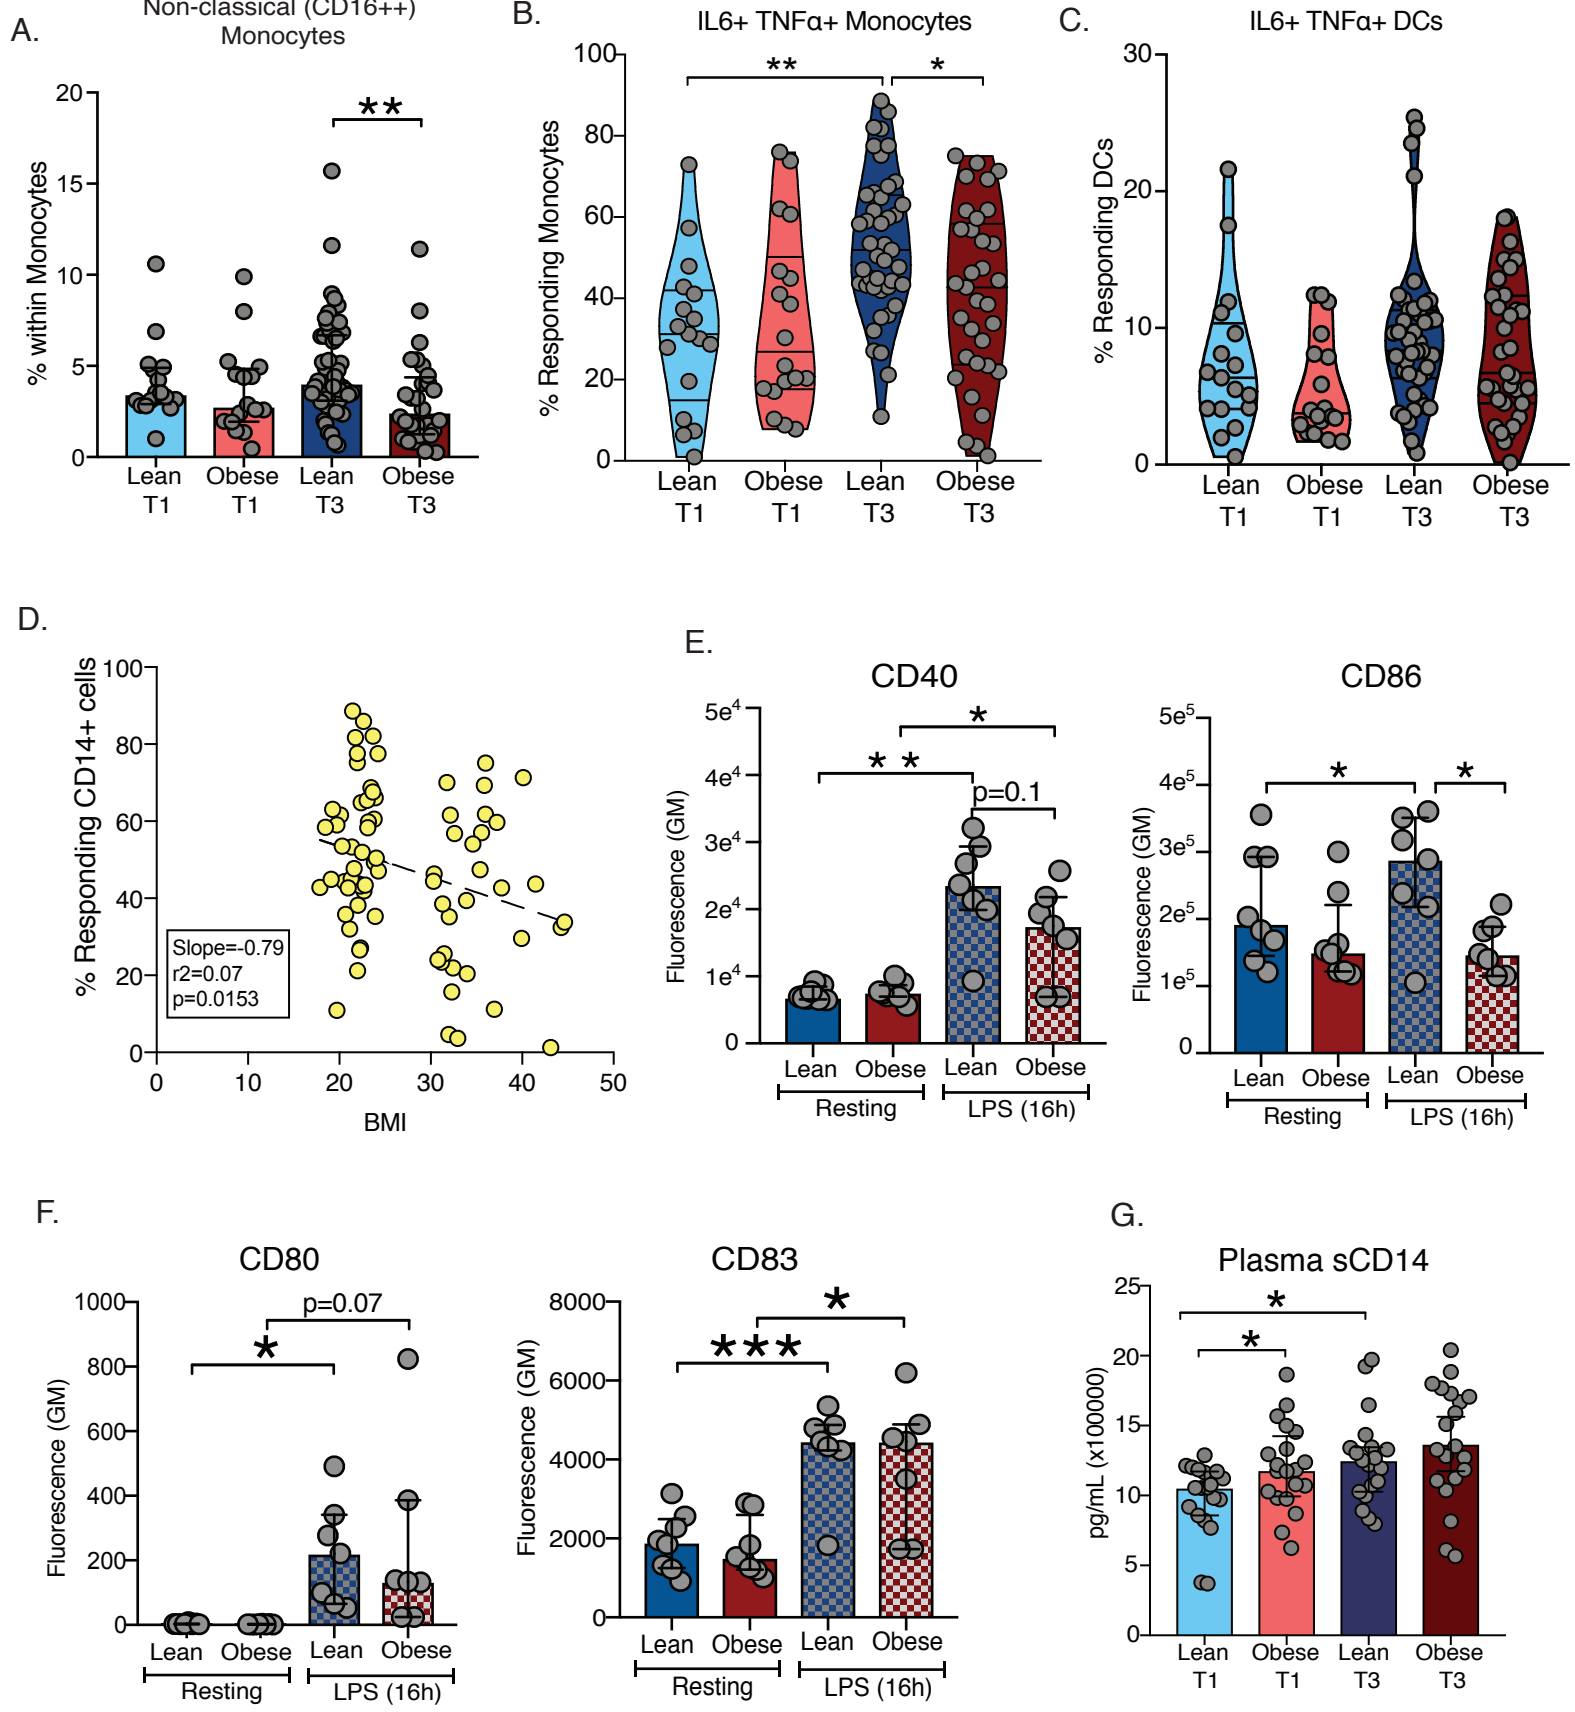 A.
Non-classical (CD16++)
Monocytes
% within Monocytes
20
15
10
5
0
**
Lean Obese Lean Obese
T1 T1 T3 T3
B.
IL6+ TNFα+ Monocytes
% Responding Monocytes
100
80
60
40
20
0
** *
Lean Obese Lean Obese
T1 T1 T3 T3
C.
IL6+ TNFα+ DCs
% Responding DCs
30
20
10
0
Lean Obese Lean Obese
T1 T1 T3 T3
D.
% Responding CD14+ cells
100
80
60
40
20
0
Slope=-0.79
r2=0.07
p=0.0153
0 10 20 30 40 50
BMI
E.
CD40
Fluorescence (GM)
5e4
4e4
3e4
2e4
1e4
0
*
**
p=0.1
Lean Obese Lean Obese
Resting LPS (16h)
CD86
Fluorescence (GM)
5e5
4e5
3e5
2e5
1e5
0
* *
Lean Obese Lean Obese
Resting LPS (16h)
F.
CD80
Fluorescence (GM)
1000
800
600
400
200
0
p=0.07
*
Lean Obese Lean Obese
Resting LPS (16h)
CD83
Fluorescence (GM)
8000
6000
4000
2000
0
*
***
Lean Obese Lean Obese
Resting LPS (16h)
G.
Plasma sCD14
pg/mL (x100000)
25
20
15
10
5
0
*
*
Lean Obese Lean Obese
T1 T1 T3 T3